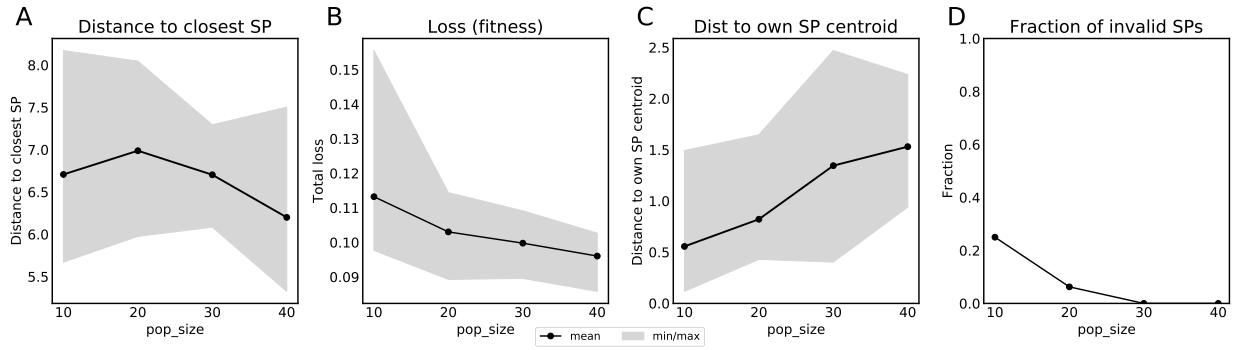 A
Distance to closest SP
Distance to closest SP
8.0
7.5
7.0
6.5
6.0
5.5
10 20 30 40
pop_size
B
Loss (fitness)
Total loss
0.15
0.14
0.13
0.12
0.11
0.10
0.09
10 20 30 40
pop_size
C
Dist to own SP centroid
Distance to own SP centroid
2.5
2.0
1.5
1.0
0.5
0.0
10 20 30 40
pop_size
D
Fraction of invalid SPs
Fraction
1.0
0.8
0.6
0.4
0.2
0.0
10 20 30 40
pop_size
mean min/max